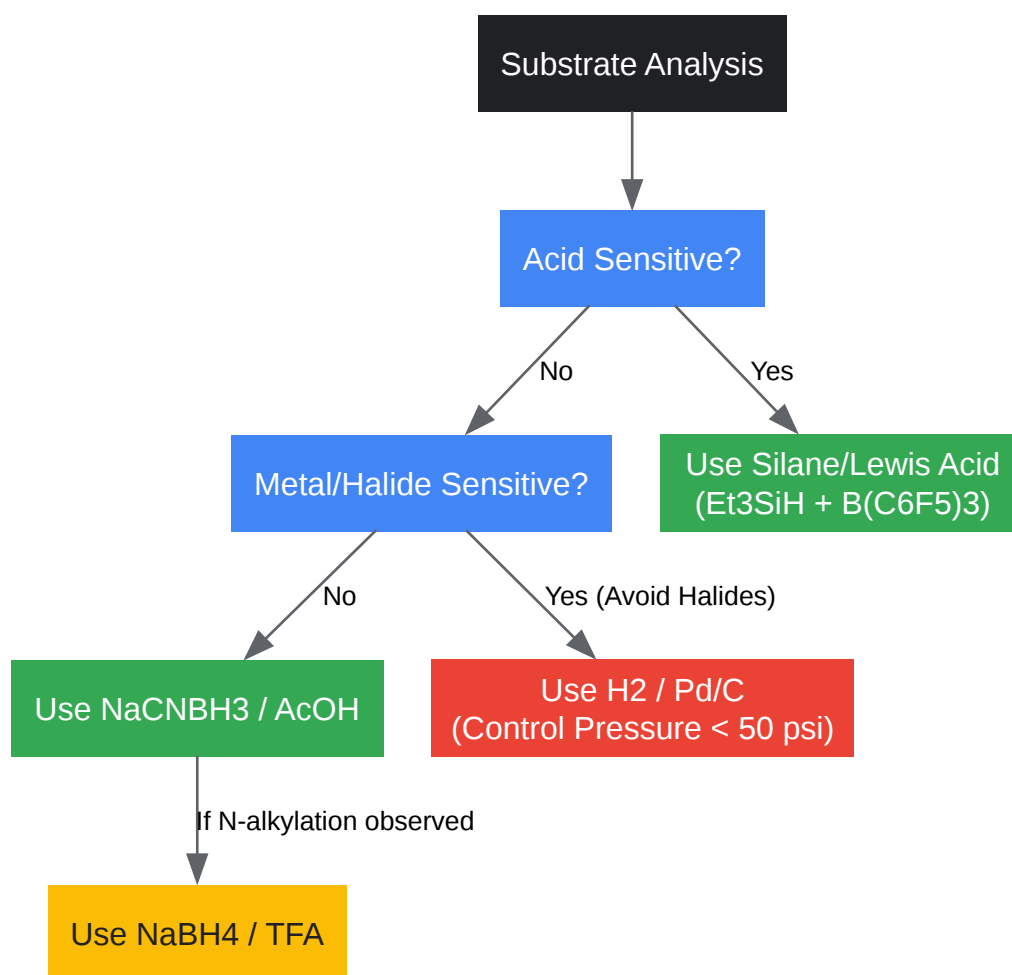 Substrate Analysis
Acid Sensitive?
No
Yes
Metal/Halide Sensitive?
Use Silane/Lewis Acid
(Et3SiH + B(C6F5)3)
No
Yes (Avoid Halides)
Use NaCNBH3 / AcOH
Use H2 / Pd/C
(Control Pressure < 50 psi)
If N-alkylation observed
Use NaBH4 / TFA